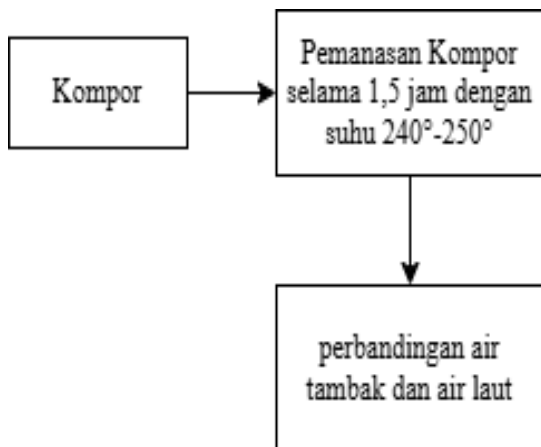 Kompor
Pemanasan Kompor
selama 1,5 jam dengan
suhu 240°-250°
perbandingan air
tambak dan air laut